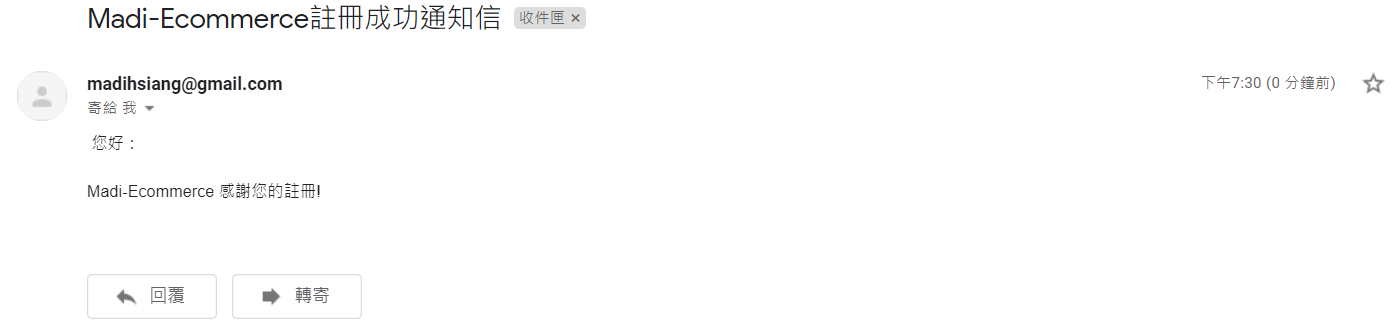 Madi-Ecommerce註冊成功通知信 收件匣 ×
madihsiang@gmail.com 下午7:30 (0 分鐘前)
寄給 我
您好：
Madi-Ecommerce 感謝您的註冊!
回覆 轉寄